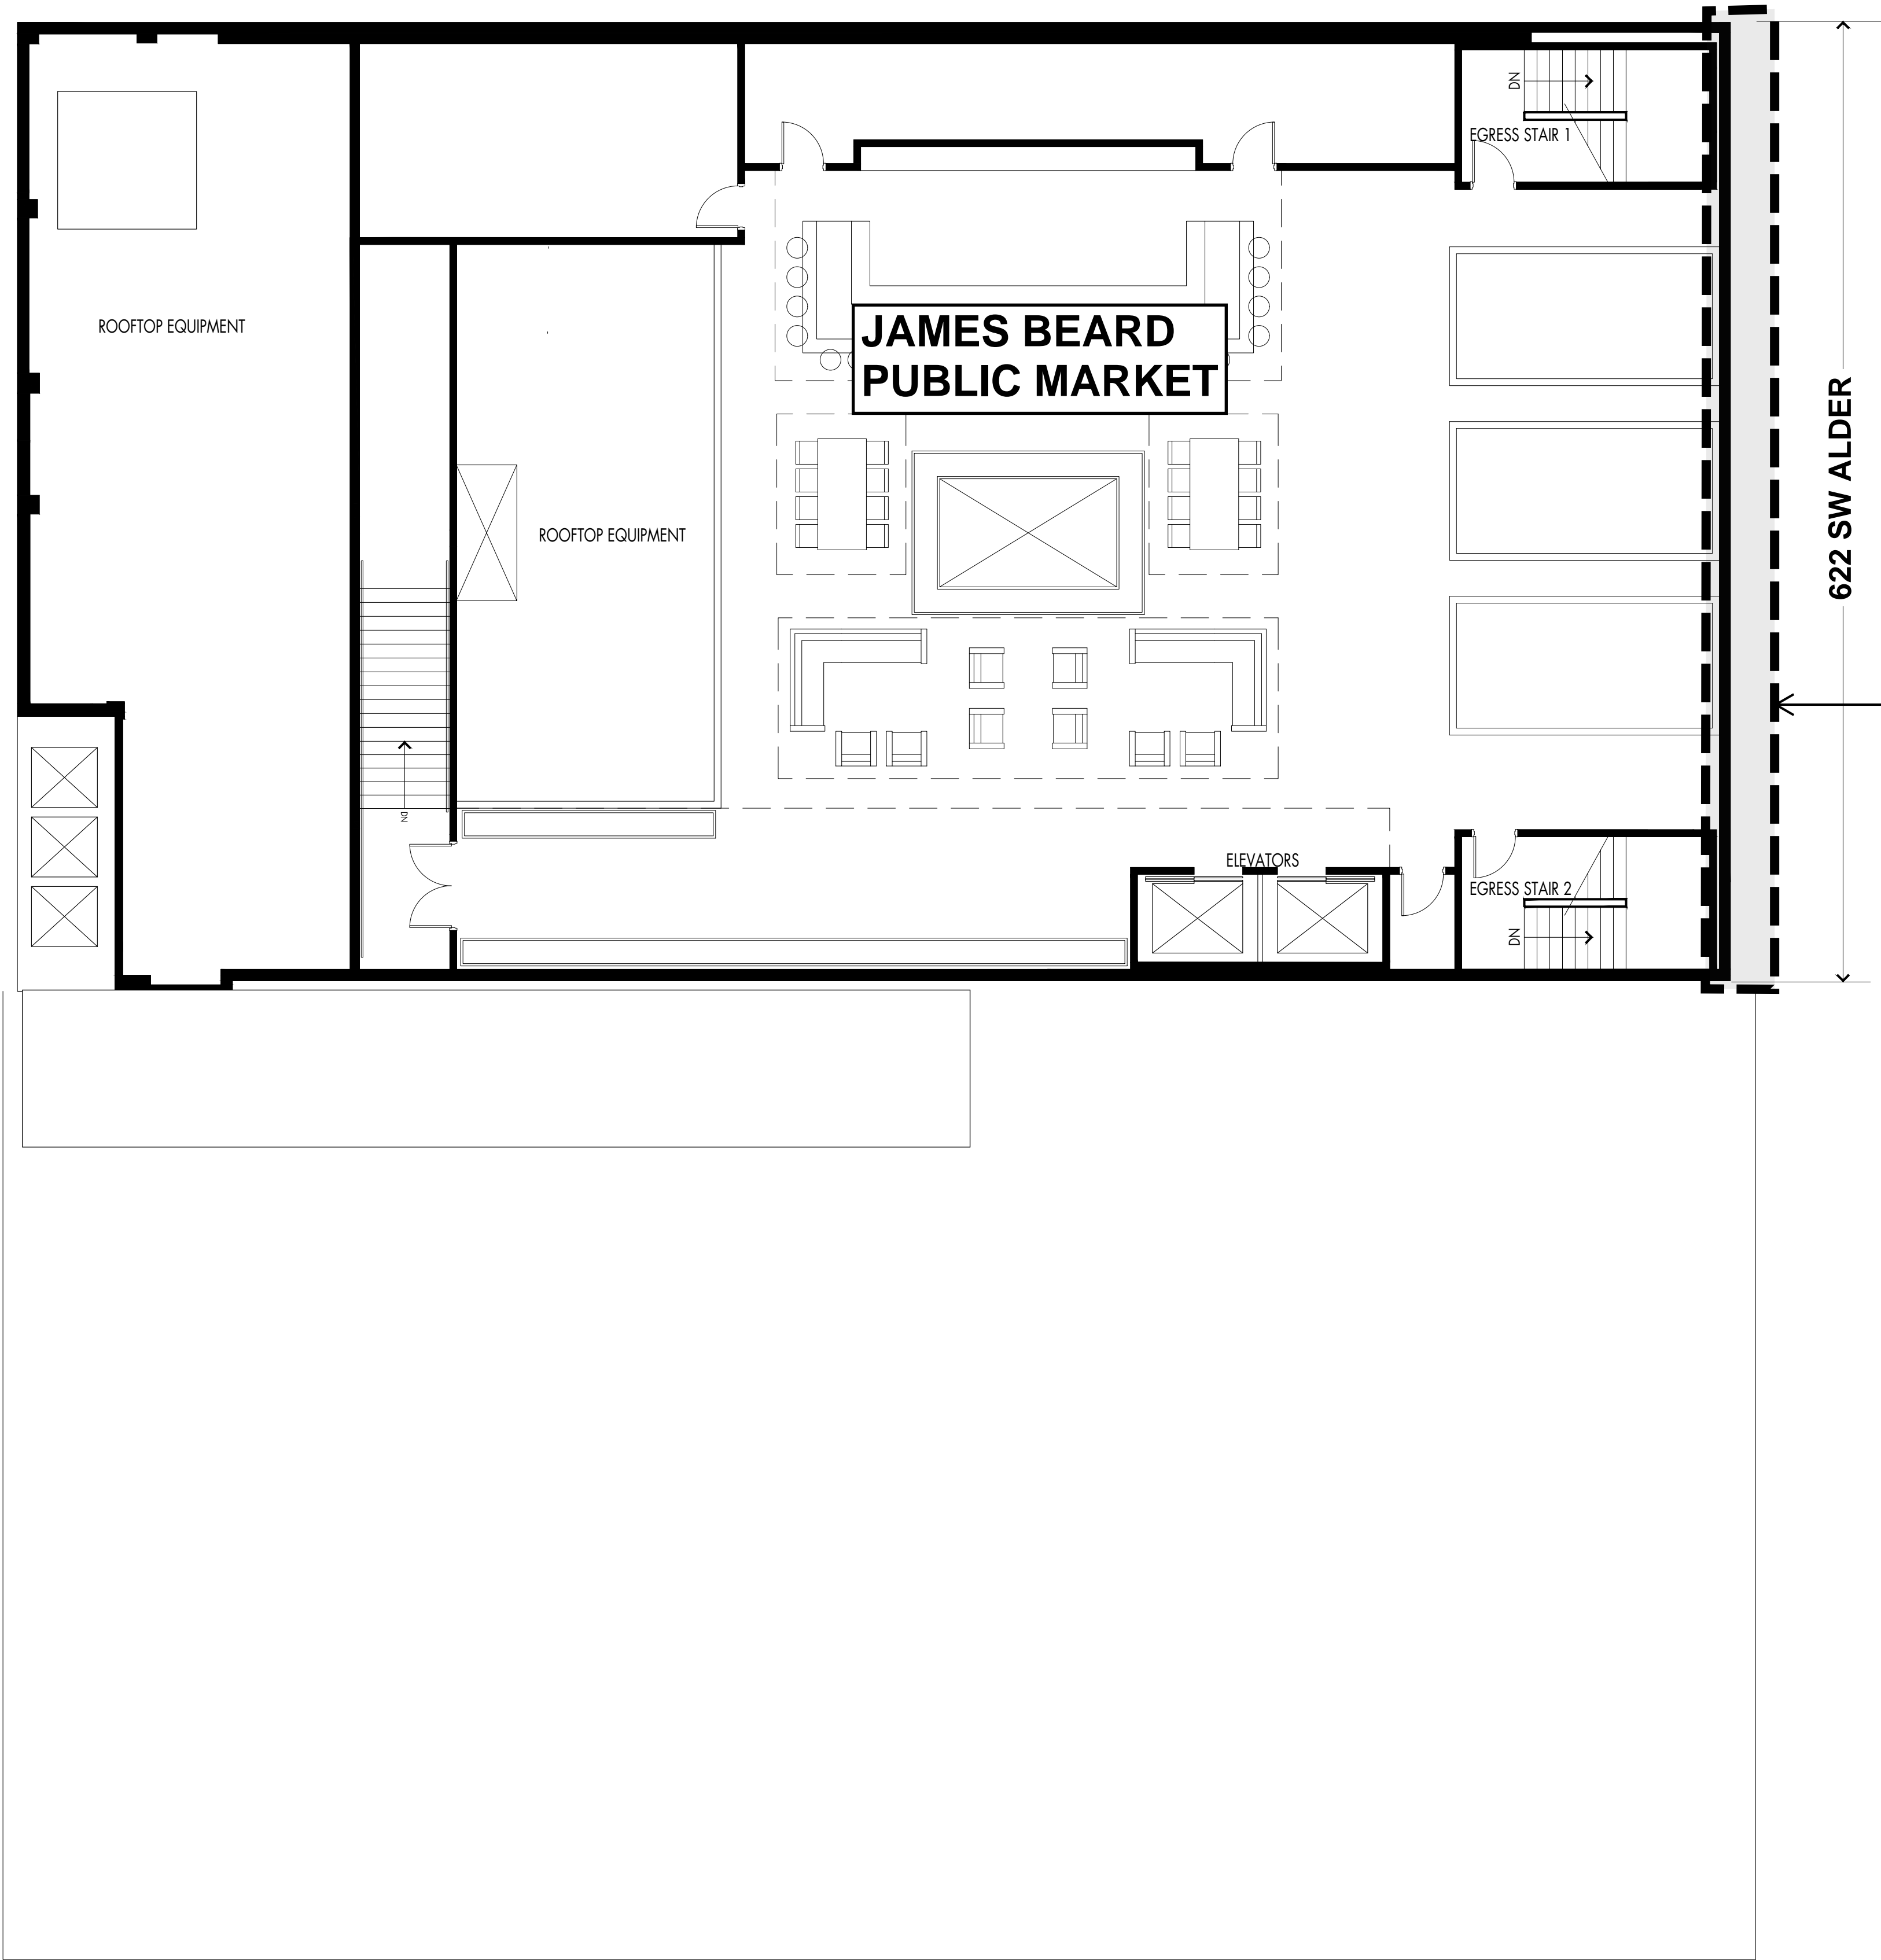 DN
EGRESS STAIR 1
ROOFTOP EQUIPMENT
JAMES BEARD
PUBLIC MARKET
622 SW ALDER
ROOFTOP EQUIPMENT
DN
ELEVATORS
EGRESS STAIR 2
DN